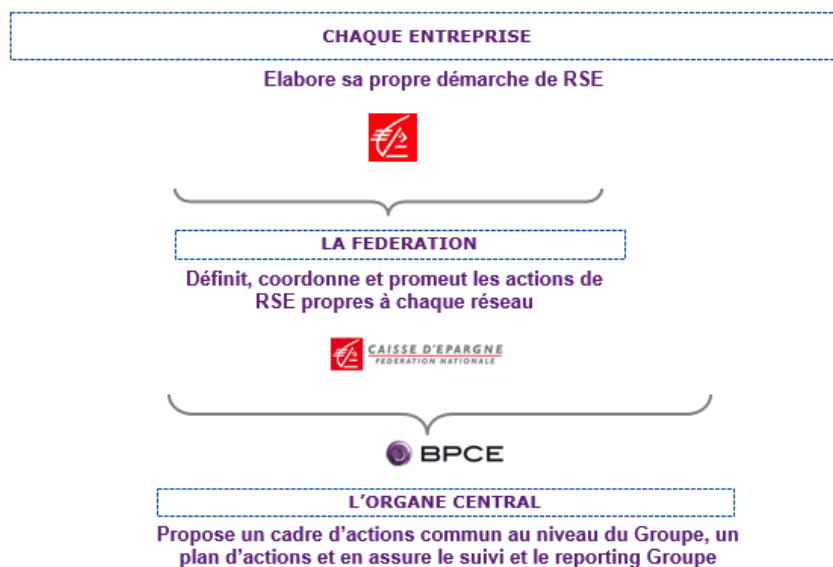 CHAQUE ENTREPRISE
Elabore sa propre démarche de RSE
LA FEDERATION
Définit, coordonne et promeut les actions de
RSE propres à chaque réseau
CAISSE D'EPARGNE
FEDERATION NATIONALE
BPCE
L'ORGANE CENTRAL
Propose un cadre d'actions commun au niveau du Groupe, un
plan d'actions et en assure le suivi et le reporting Groupe